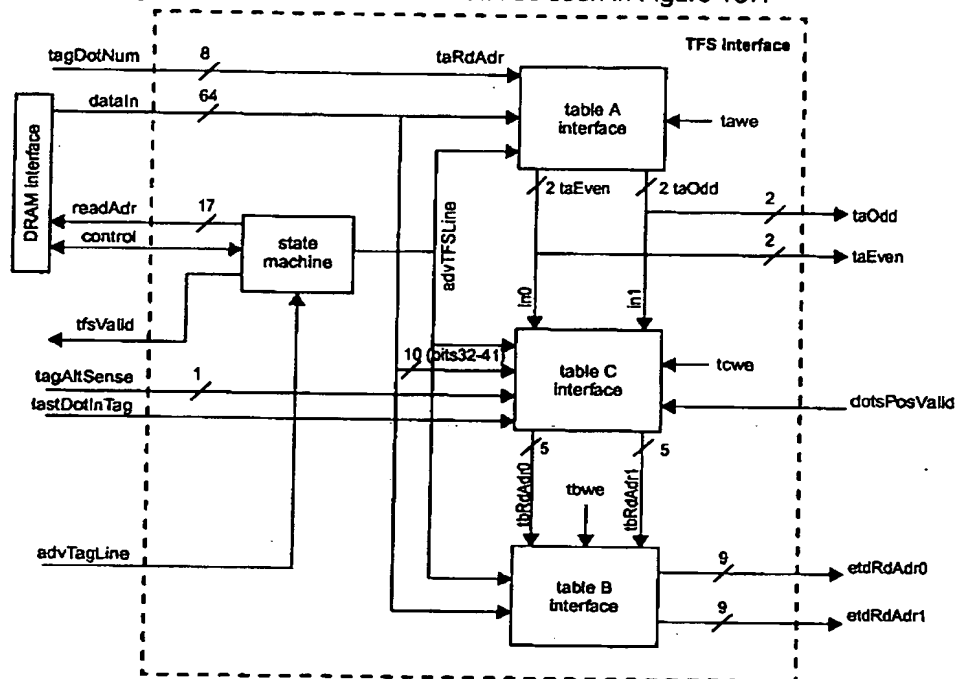 TFS Interface
tagDotNum
8
taRdAdr
dataIn
64
table A
interface
tawe
DRAM Interface
2 taEven
2 taOdd
readAdr
17
2
taOdd
control
state
machine
advTFSLine
2
taEven
in0
in1
tfsValid
10 (bits32-41)
table C
interface
tcwe
tagAltSense
1
lastDotInTag
dotsPosValid
5
5
tbRdAdr0
tbwe
tbRdAdr1
advTagLine
table B
interface
9
etdRdAdr0
9
etdRdAdr1